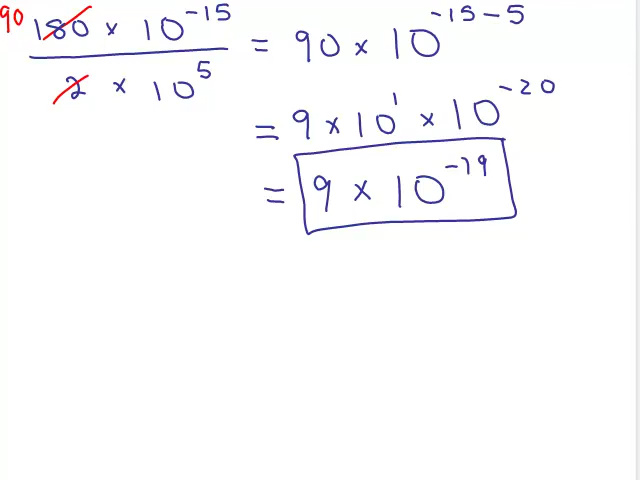 90
180 × 10^-15 / 2 × 10^5 = 90 × 10^-15-5
= 9 × 10^1 × 10^-20
= 9 × 10^-19